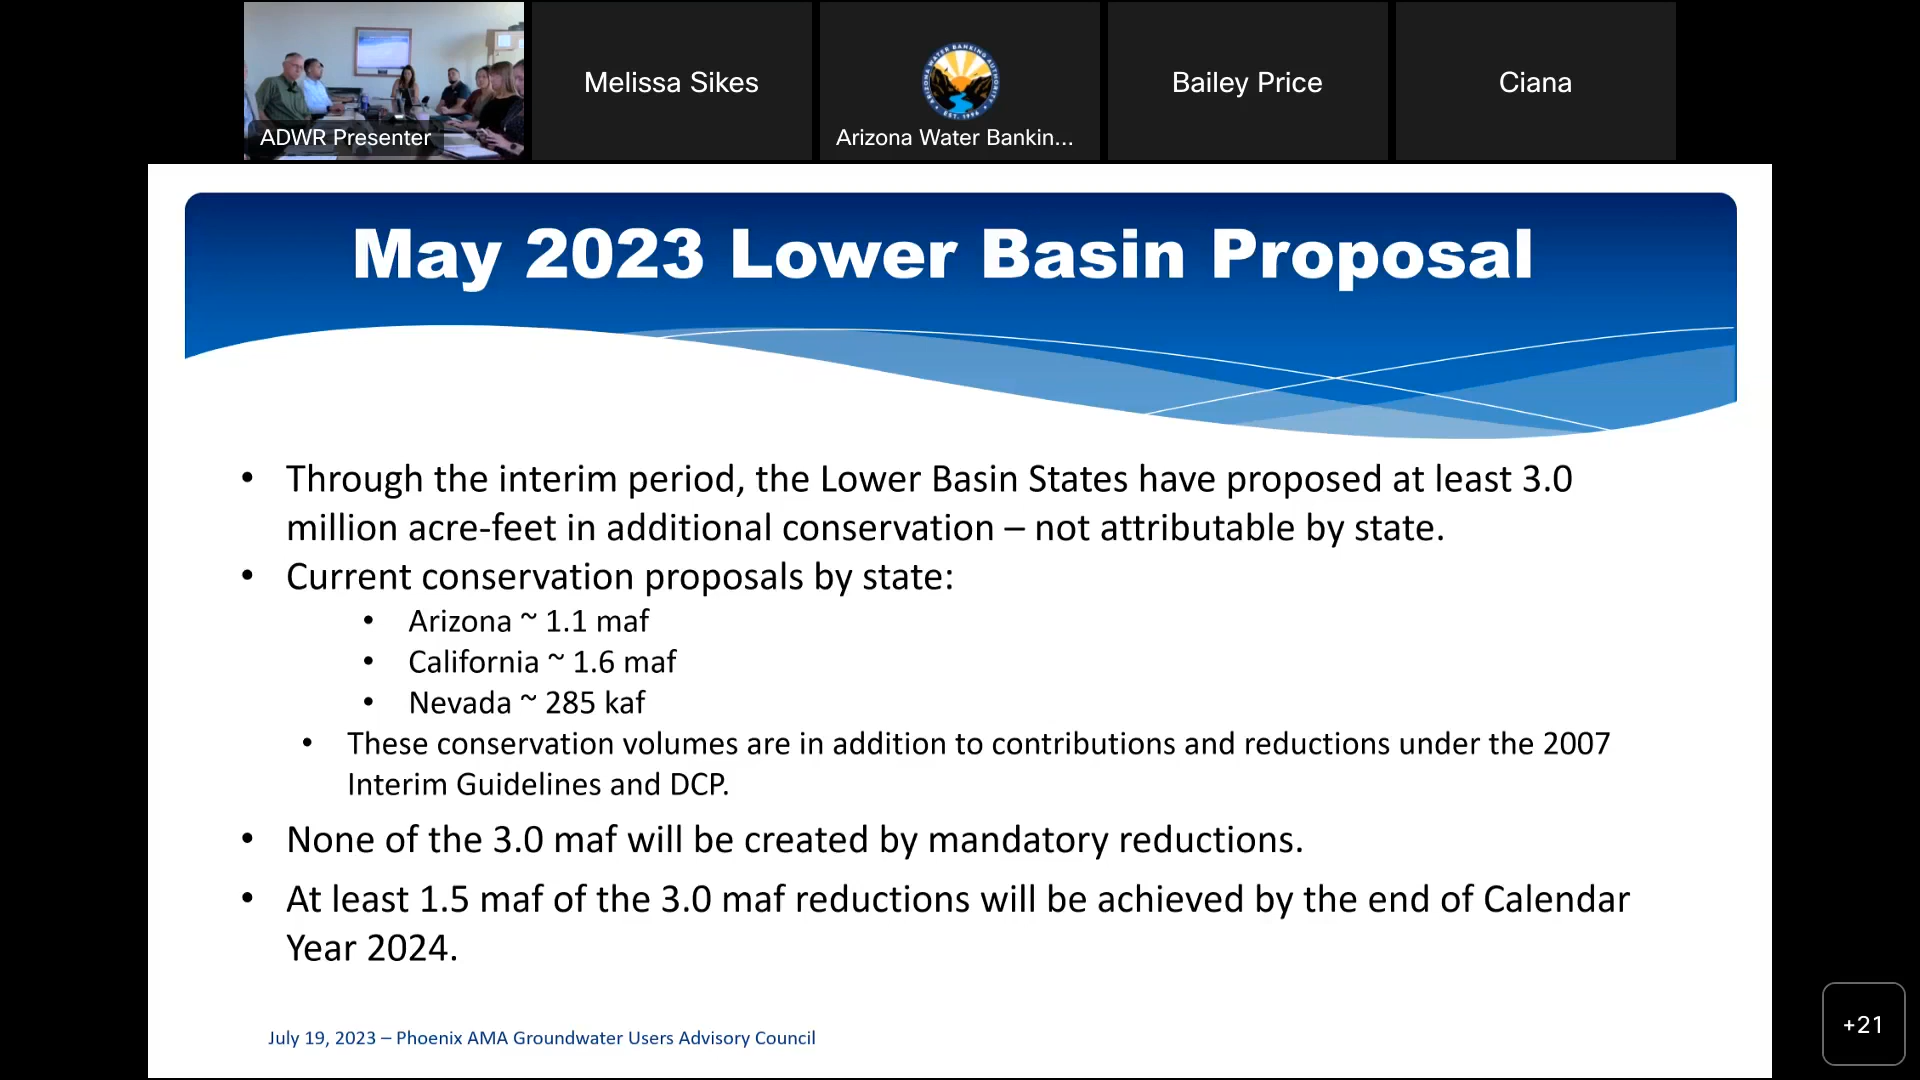 ADWR Presenter
Melissa Sikes
ARIZONA WATER BANKING AUTHORITY
EST. 1996
Arizona Water Bankin...
Bailey Price
Ciana
May 2023 Lower Basin Proposal
• Through the interim period, the Lower Basin States have proposed at least 3.0
million acre-feet in additional conservation – not attributable by state.
• Current conservation proposals by state:
• Arizona ~ 1.1 maf
• California ~ 1.6 maf
• Nevada ~ 285 kaf
• These conservation volumes are in addition to contributions and reductions under the 2007
Interim Guidelines and DCP.
• None of the 3.0 maf will be created by mandatory reductions.
• At least 1.5 maf of the 3.0 maf reductions will be achieved by the end of Calendar
Year 2024.
July 19, 2023 – Phoenix AMA Groundwater Users Advisory Council
+21